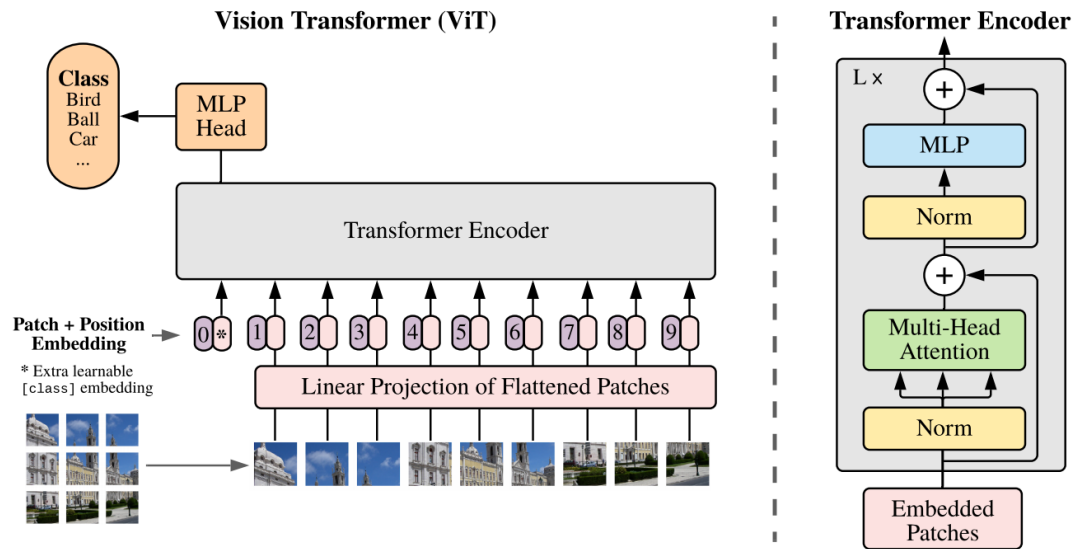 Vision Transformer (ViT)
Class
Bird
Ball
Car
...
MLP
Head
Transformer Encoder
Patch + Position
Embedding
0 * 1 2 3 4 5 6 7 8 9
* Extra learnable
[class] embedding
Linear Projection of Flattened Patches
Transformer Encoder
L x
+
MLP
Norm
+
Multi-Head
Attention
Norm
Embedded
Patches